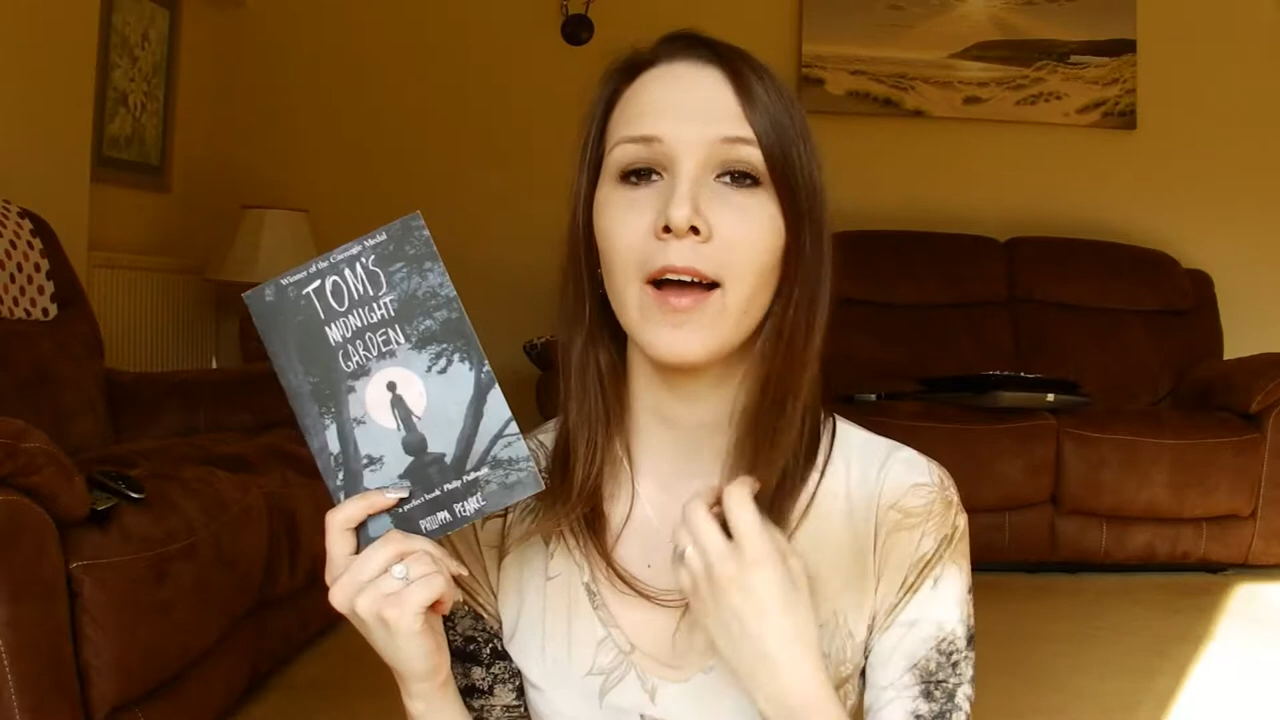 Winner of the Carnegie Medal
TOM'S
MIDNIGHT
GARDEN
'a perfect book' Philip Pullman
PHILIPPA PEARCE